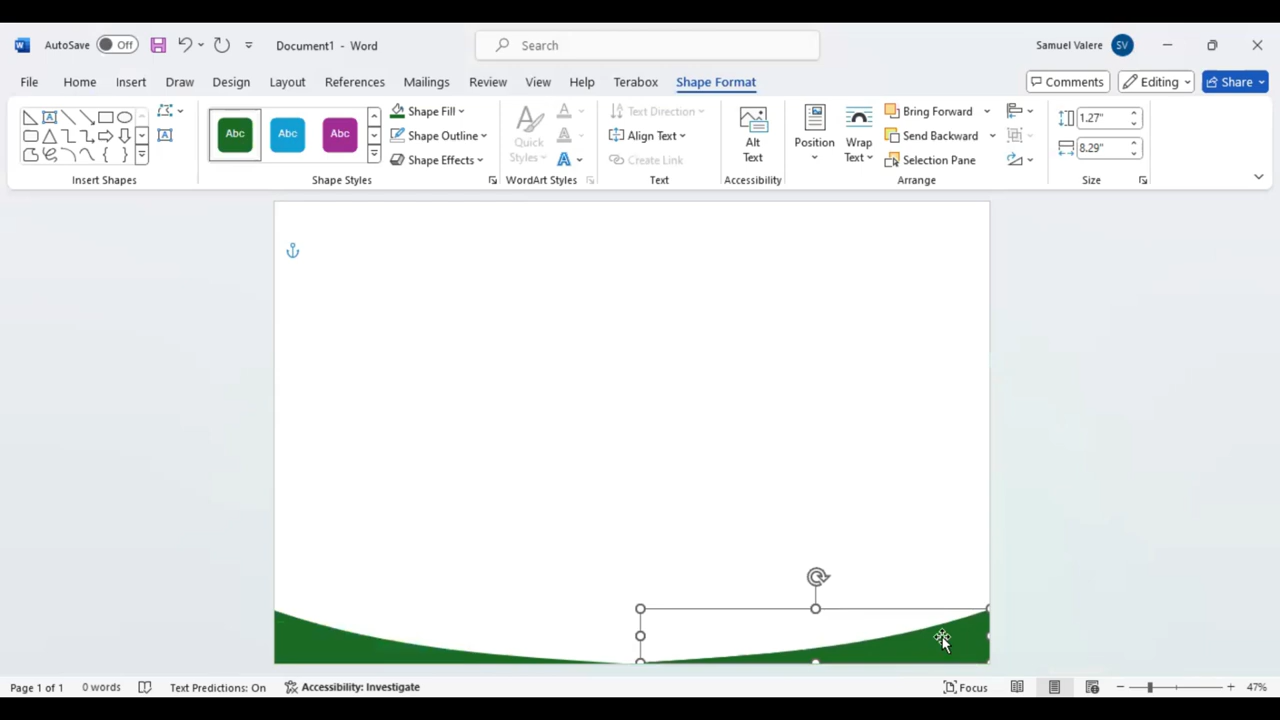 AutoSave Off Document1 - Word Search Samuel Valere SV
File Home Insert Draw Design Layout References Mailings Review View Help Terabox Shape Format Comments Editing Share
Abc Abc Abc Shape Fill Text Direction Bring Forward 1.27"
Shape Outline Quick Styles Align Text Alt Text Position Wrap Text Send Backward
Shape Effects A Create Link Selection Pane 8.29"
Insert Shapes Shape Styles WordArt Styles Text Accessibility Arrange Size
Page 1 of 1 0 words Text Predictions: On Accessibility: Investigate Focus 47%